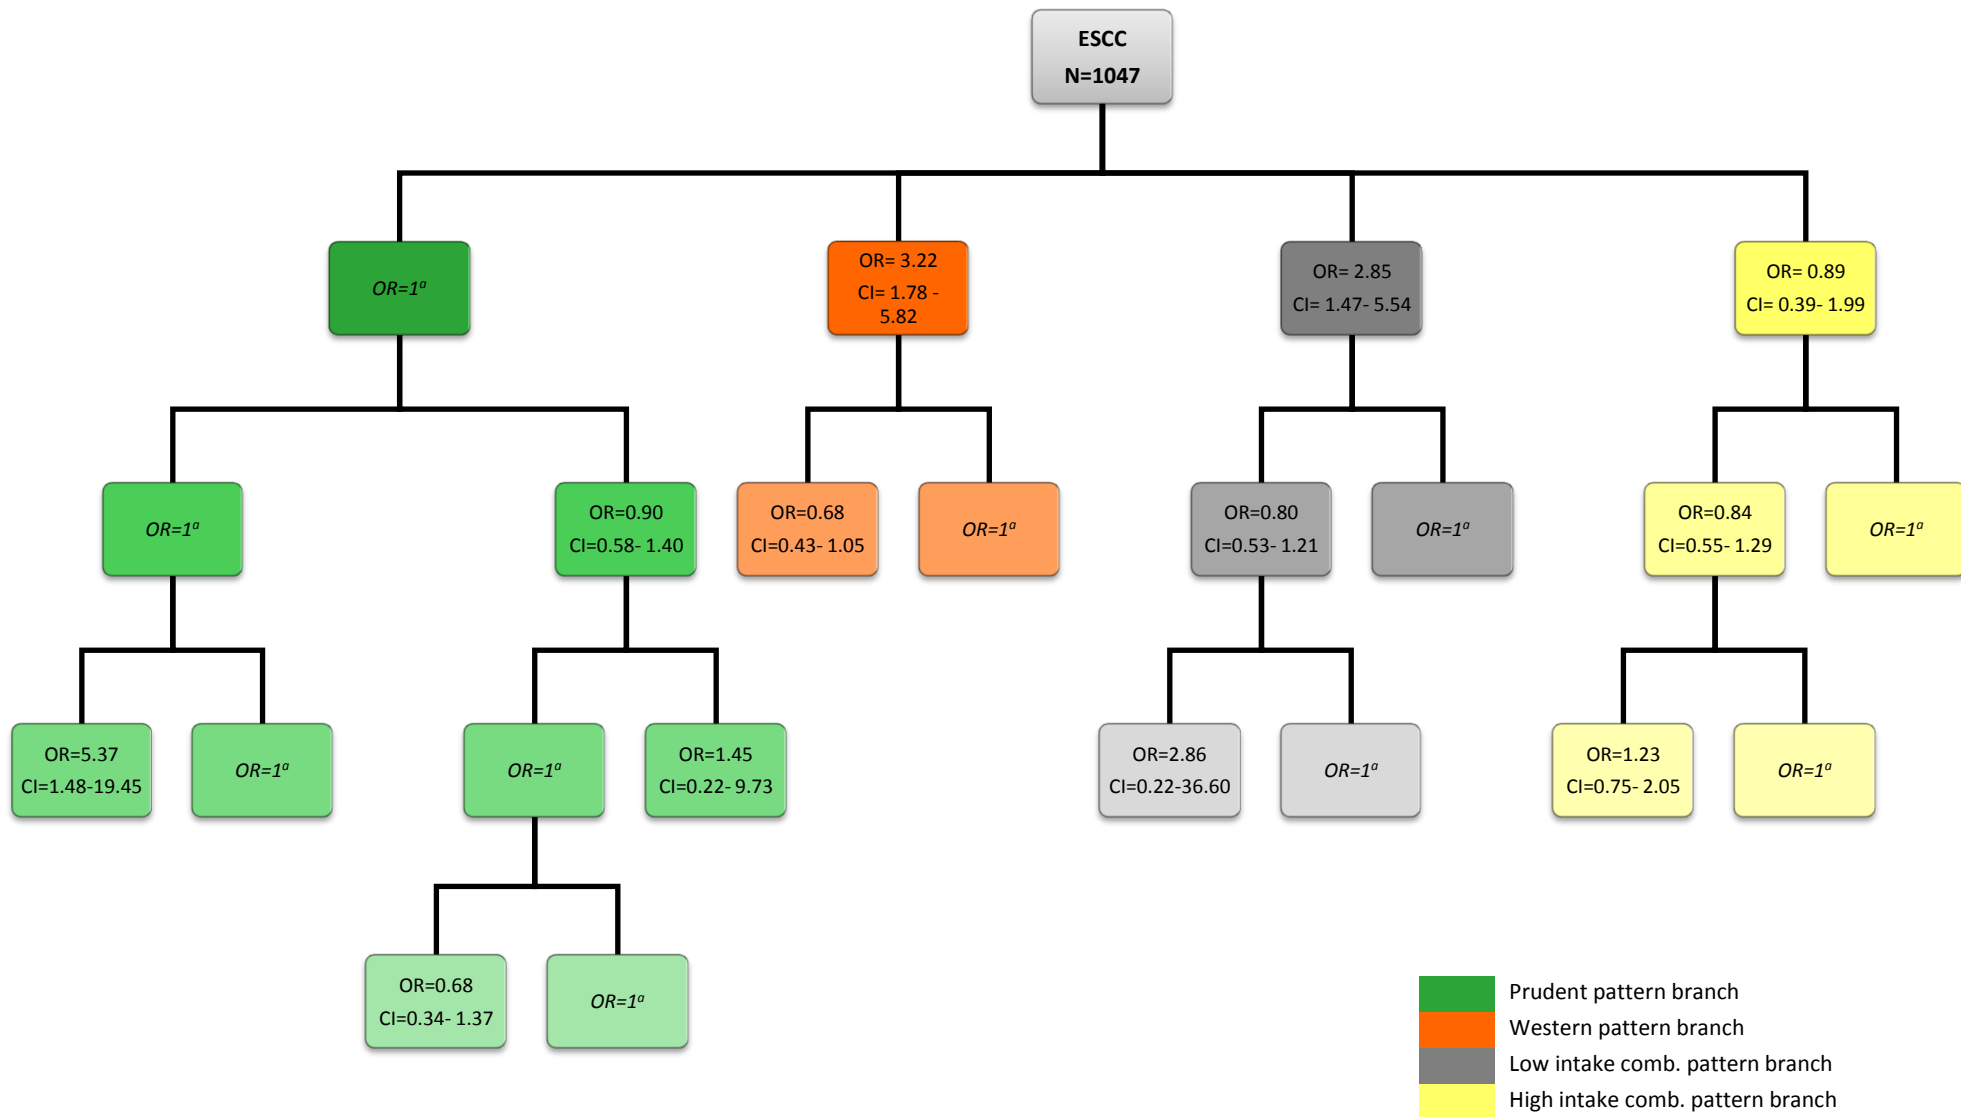 ESCC
N=1047
OR=1ª
OR= 3.22
CI= 1.78 -
5.82
OR= 2.85
CI= 1.47- 5.54
OR= 0.89
CI= 0.39- 1.99
OR=1ª
OR=0.90
CI=0.58- 1.40
OR=0.68
CI=0.43- 1.05
OR=1ª
OR=0.80
CI=0.53- 1.21
OR=1ª
OR=0.84
CI=0.55- 1.29
OR=1ª
OR=5.37
CI=1.48-19.45
OR=1ª
OR=1ª
OR=1.45
CI=0.22- 9.73
OR=2.86
CI=0.22-36.60
OR=1ª
OR=1.23
CI=0.75- 2.05
OR=1ª
OR=0.68
CI=0.34- 1.37
OR=1ª
Prudent pattern branch
Western pattern branch
Low intake comb. pattern branch
High intake comb. pattern branch